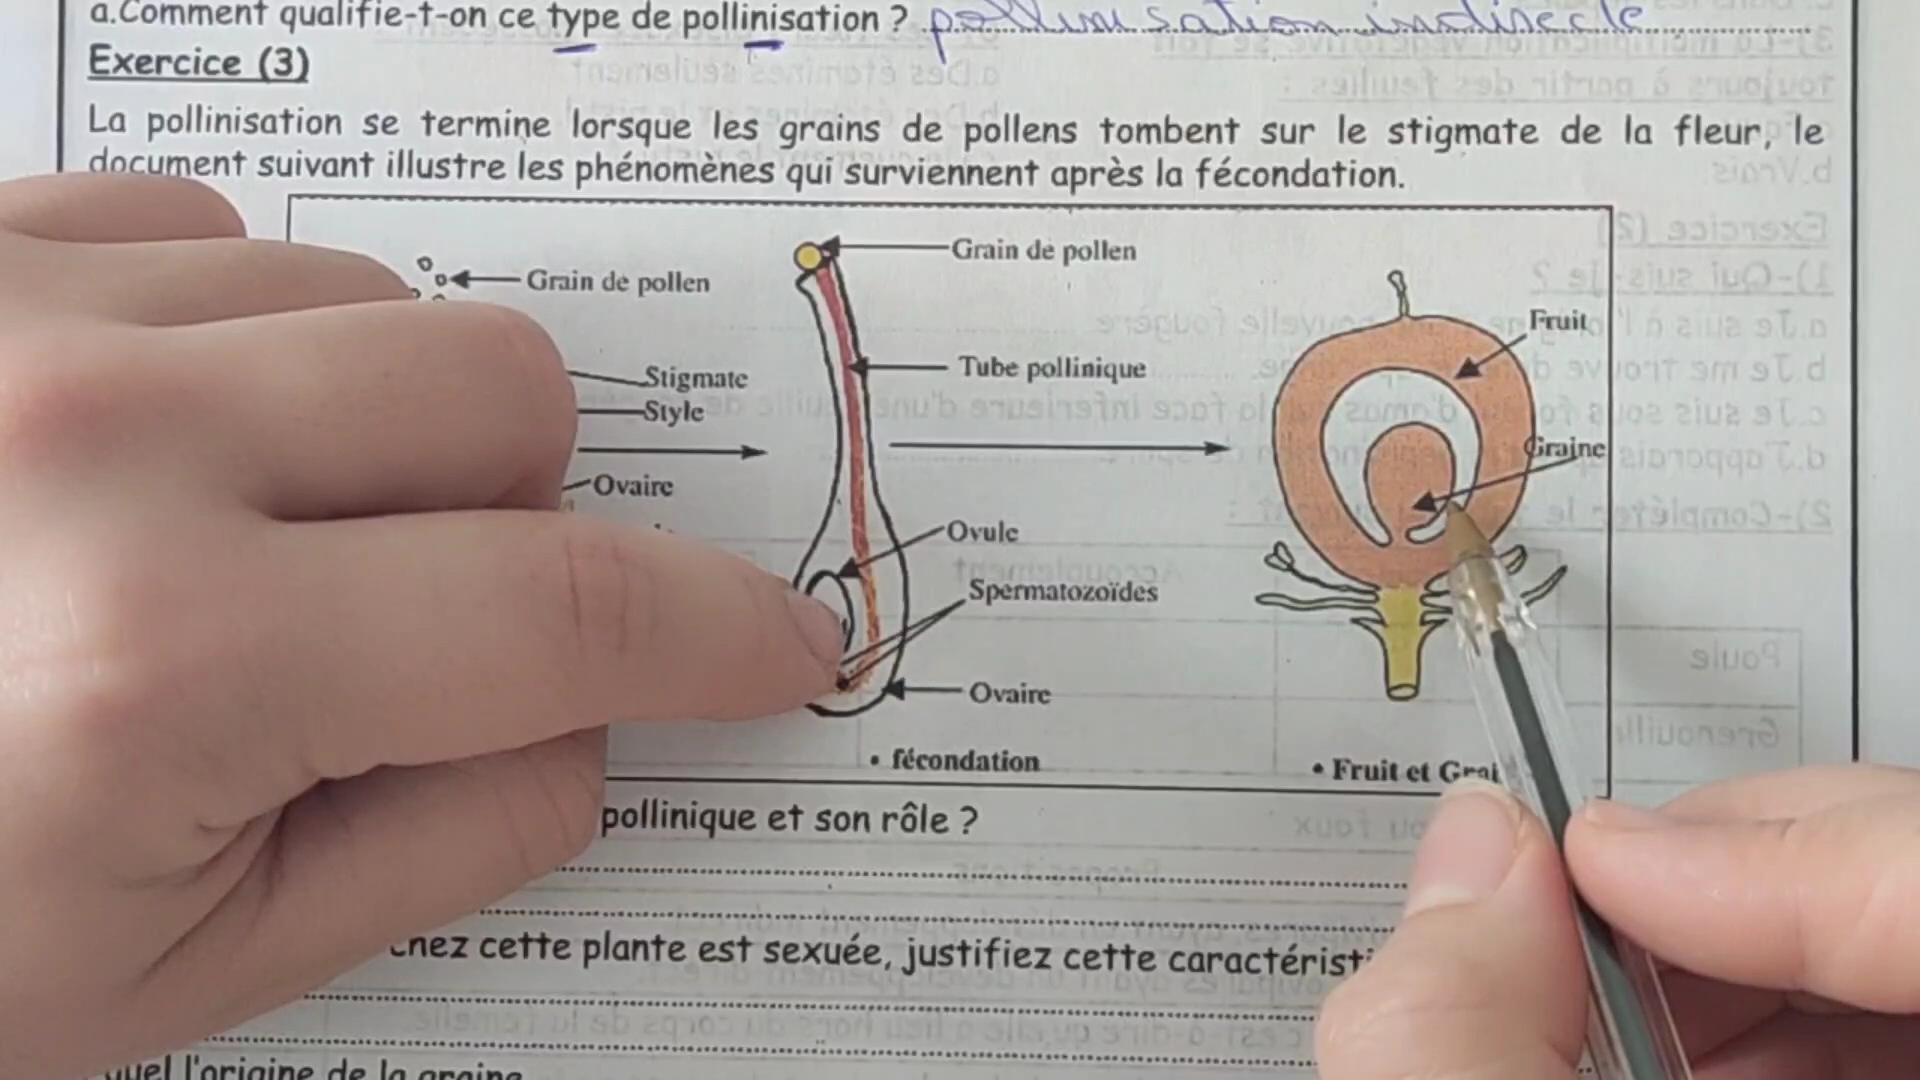 a.Comment qualifie-t-on ce type de pollinisation ? pollinisation indirecte
Exercice (3)
La pollinisation se termine lorsque les grains de pollens tombent sur le stigmate de la fleur, le
document suivant illustre les phénomènes qui surviennent après la fécondation.
Grain de pollen
Grain de pollen
Fruit
Stigmate
Tube pollinique
Style
Graine
Ovaire
Ovule
Spermatozoïdes
Ovaire
• fécondation
• Fruit et
pollinique et son rôle ?
chez cette plante est sexuée, justifiez cette
l'origine de la graine